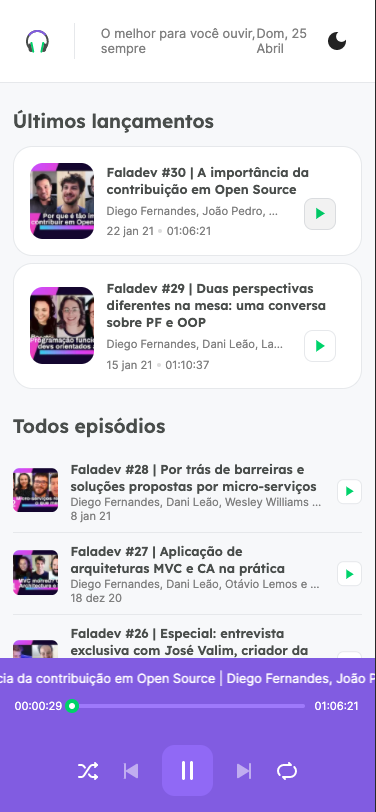 O melhor para você ouvir,
sempre
Dom, 25
Abril
Últimos lançamentos
Por que é tão im
contribuir em Open
Faladev #30 | A importância da
contribuição em Open Source
Diego Fernandes, João Pedro, ...
22 jan 21 • 01:06:21
Programação funcio
devs orientados a
Faladev #29 | Duas perspectivas
diferentes na mesa: uma conversa
sobre PF e OOP
Diego Fernandes, Dani Leão, La...
15 jan 21 • 01:10:37
Todos episódios
Micro-serviços
o que me
Faladev #28 | Por trás de barreiras e
soluções propostas por micro-serviços
Diego Fernandes, Dani Leão, Wesley Williams ...
8 jan 21
MVC
Architecture e
Faladev #27 | Aplicação de
arquiteturas MVC e CA na prática
Diego Fernandes, Dani Leão, Otávio Lemos e ...
18 dez 20
Faladev #26 | Especial: entrevista
exclusiva com José Valim, criador da
cia da contribuição em Open Source | Diego Fernandes, João P
00:00:29
01:06:21